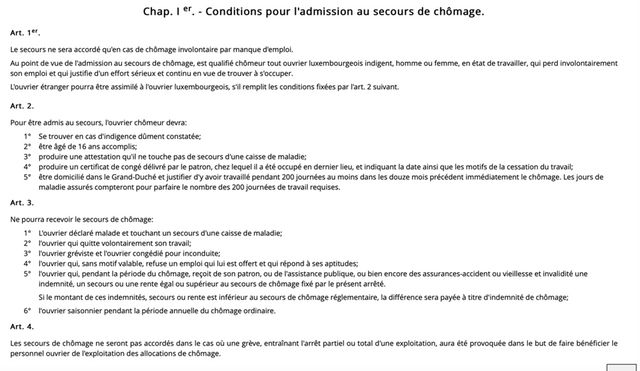 Chap. I er. - Conditions pour l'admission au secours de chômage.
Art. 1er.
Le secours ne sera accordé qu'en cas de chômage involontaire par manque d'emploi.
Au point de vue de l'admission au secours de chômage, est qualifié chômeur tout ouvrier luxembourgeois indigent, homme ou femme, en état de travailler, qui perd involontairement
son emploi et qui justifie d'un effort sérieux et continu en vue de trouver à s'occuper.
L'ouvrier étranger pourra être assimilé à l'ouvrier luxembourgeois, s'il remplit les conditions fixées par l'art. 2 suivant.
Art. 2.
Pour être admis au secours, l'ouvrier chômeur devra:
1° Se trouver en cas d'indigence dûment constatée;
2° être âgé de 16 ans accomplis;
3° produire une attestation qu'il ne touche pas de secours d'une caisse de maladie;
4° produire un certificat de congé délivré par le patron, chez lequel il a été occupé en dernier lieu, et indiquant la date ainsi que les motifs de la cessation du travail;
5° être domicilié dans le Grand-Duché et justifier d'y avoir travaillé pendant 200 journées au moins dans les douze mois précédent immédiatement le chômage. Les jours de
maladie assurés compteront pour parfaire le nombre des 200 journées de travail requises.
Art. 3.
Ne pourra recevoir le secours de chômage:
1° L'ouvrier déclaré malade et touchant un secours d'une caisse de maladie;
2° l'ouvrier qui quitte volontairement son travail;
3° l'ouvrier gréviste et l'ouvrier congédié pour inconduite;
4° l'ouvrier qui, sans motif valable, refuse un emploi qui lui est offert et qui répond à ses aptitudes;
5° l'ouvrier qui, pendant la période du chômage, reçoit de son patron, ou de l'assistance publique, ou bien encore des assurances-accident ou vieillesse et invalidité une
indemnité, un secours ou une rente égal ou supérieur au secours de chômage fixé par le présent arrêté.
Si le montant de ces indemnités, secours ou rente est inférieur au secours de chômage réglementaire, la différence sera payée à titre d'indemnité de chômage;
6° l'ouvrier saisonnier pendant la période annuelle du chômage ordinaire.
Art. 4.
Les secours de chômage ne seront pas accordés dans le cas où une grève, entraînant l'arrêt partiel ou total d'une exploitation, aura été provoquée dans le but de faire bénéficier le
personnel ouvrier de l'exploitation des allocations de chômage.